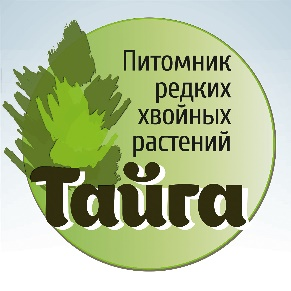 Питомник
редких
хвойных
растений
Тайга